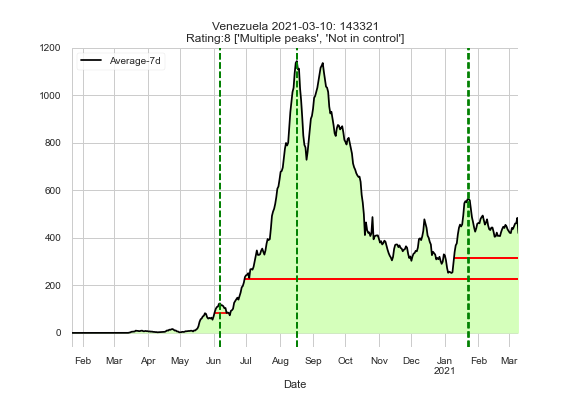 Venezuela 2021-03-10: 143321
Rating:8 ['Multiple peaks', 'Not in control']
1200
Average-7d
1000
800
600
400
200
0
Feb Mar Apr May Jun Jul Aug Sep Oct Nov Dec Jan Feb Mar
2021
Date